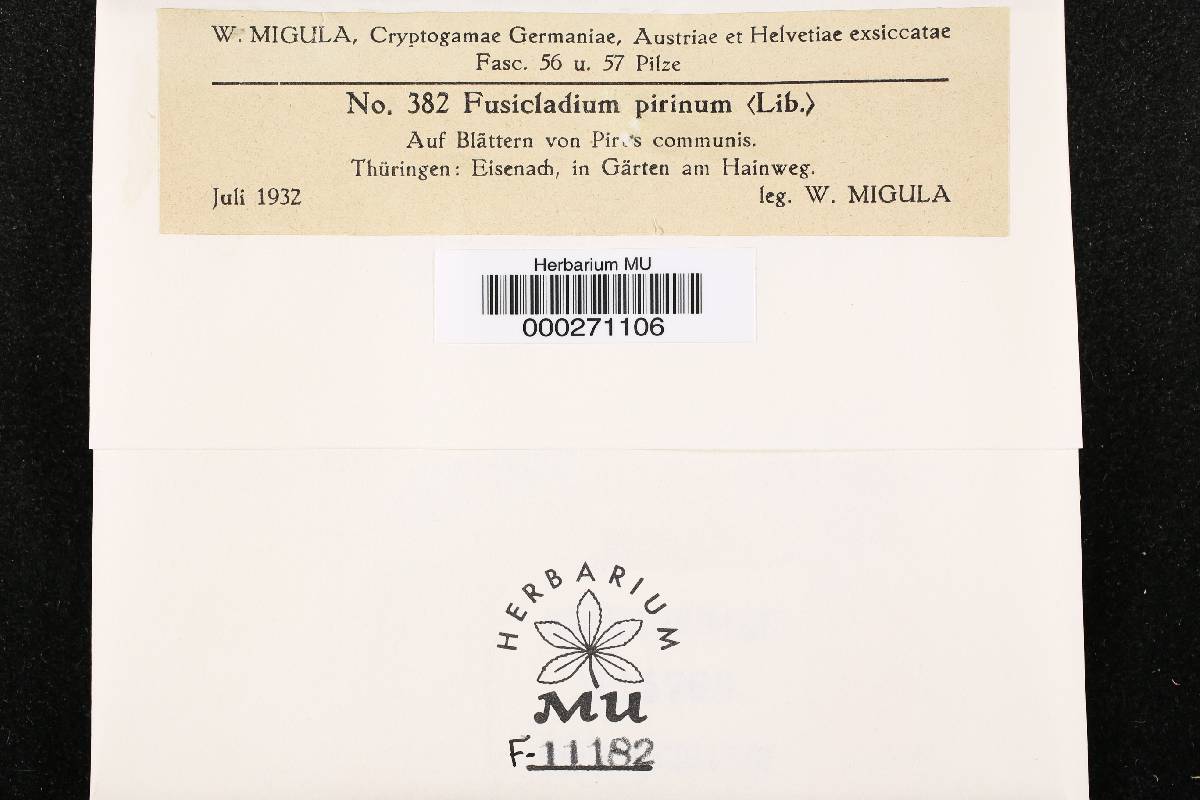 W. MIGULA, Cryptogamae Germaniae, Austriae et Helvetiae exsiccatae
Fasc. 56 u. 57 Pilze
No. 382 Fusicladium pirinum (Lib.)
Auf Blättern von communis.
Thüringen: Eisenach, in Gärten am Hainweg.
Juli 1932 leg. W. MIGULA
Herbarium MU
000271106
HERBARIUM
MU
F-11182